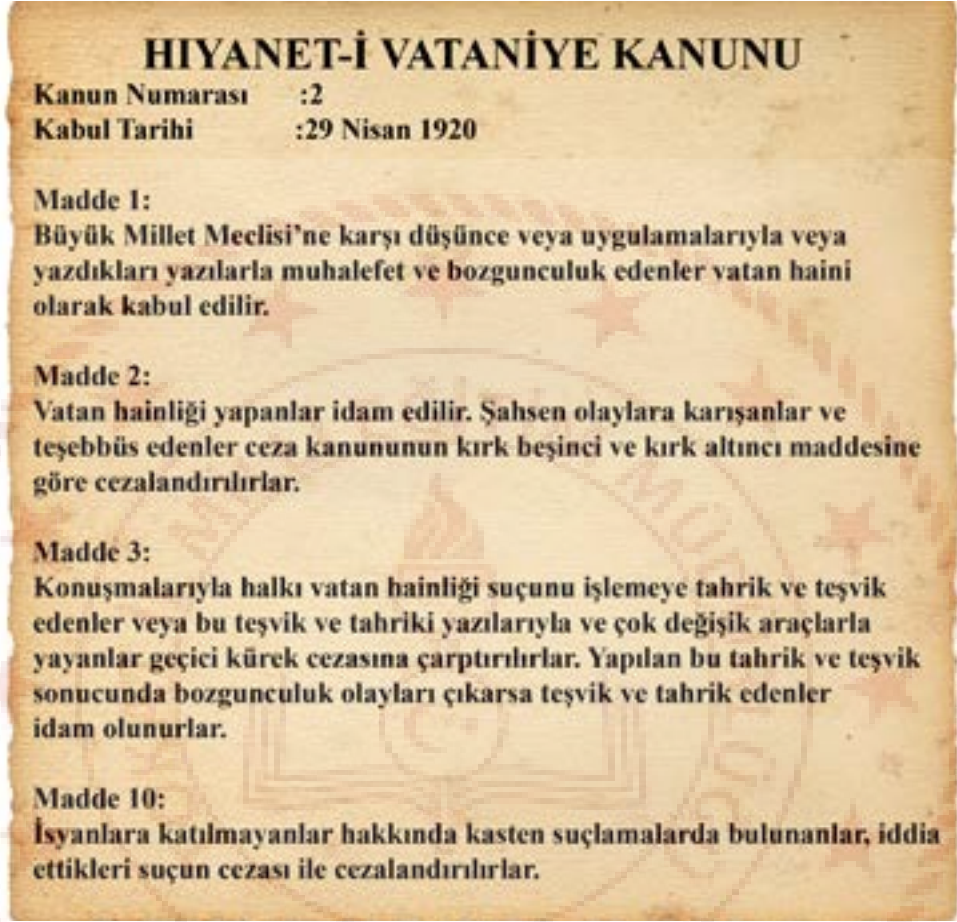 HIYANET-İ VATANİYE KANUNU
Kanun Numarası :2
Kabul Tarihi :29 Nisan 1920
Madde 1:
Büyük Millet Meclisi'ne karşı düşünce veya uygulamalarıyla veya
yazdıkları yazılarla muhalefet ve bozgunculuk edenler vatan haini
olarak kabul edilir.
Madde 2:
Vatan hainliği yapanlar idam edilir. Şahsen olaylara karışanlar ve
teşebbüs edenler ceza kanununun kırk beşinci ve kırk altıncı maddesine
göre cezalandırılırlar.
Madde 3:
Konuşmalarıyla halkı vatan hainliği suçunu işlemeye tahrik ve teşvik
edenler veya bu teşvik ve tahriki yazılarıyla ve çok değişik araçlarla
yayanlar geçici kürek cezasına çarptırılırlar. Yapılan bu tahrik ve teşvik
sonucunda bozgunculuk olayları çıkarsa teşvik ve tahrik edenler
idam olunurlar.
Madde 10:
İsyanlara katılmayanlar hakkında kasten suçlamalarda bulunanlar, iddia
ettikleri suçun cezası ile cezalandırılırlar.